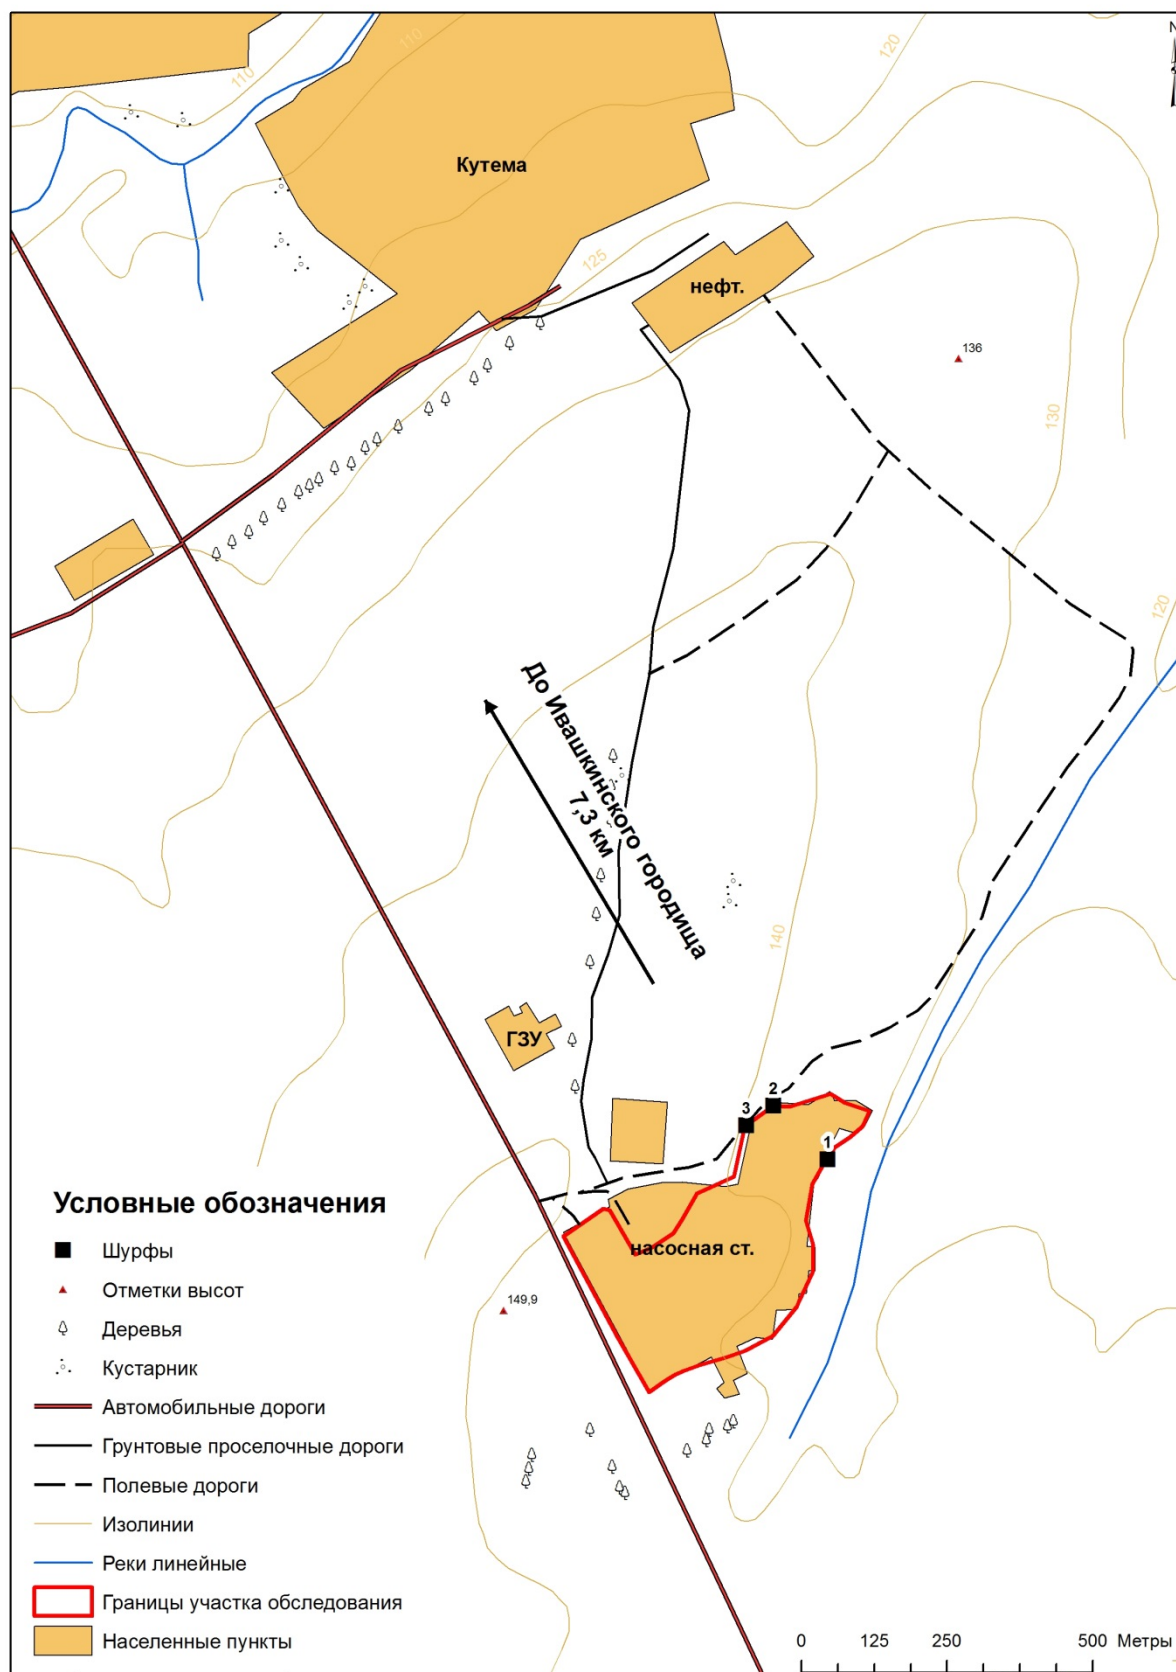 N
110
110
120
Кутема
125
нефт.
136
130
120
До Ивашкинского городища
7,3 км
140
ГЗУ
2
3
1
насосная ст.
149,9
Условные обозначения
Шурфы
Отметки высот
Деревья
Кустарник
Автомобильные дороги
Грунтовые проселочные дороги
Полевые дороги
Изолинии
Реки линейные
Границы участка обследования
Населенные пункты
0 125 250 500 Метры